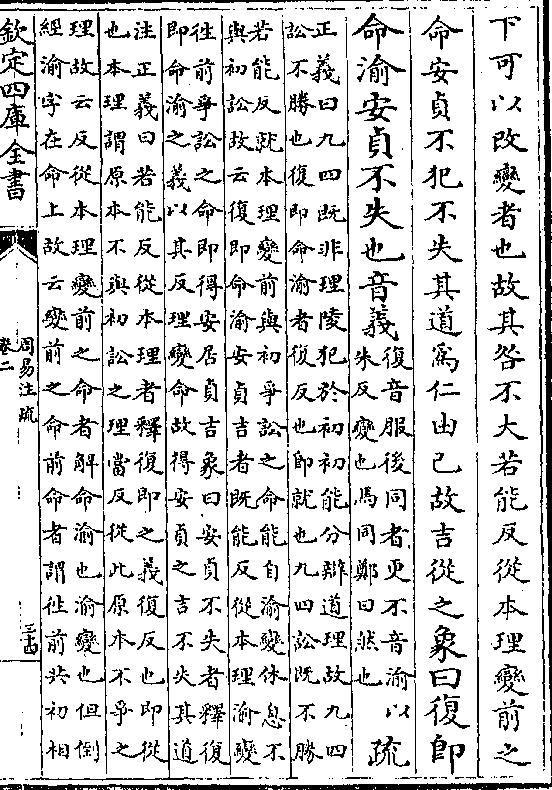 下可以改變者也故其咎不大若能反從本理變前之
命安貞不犯不失其道爲仁由己故吉從之象曰復即
命渝安貞不失也音義
復音服後同者更不音渝以
朱反變也馬同鄭曰然也
疏
正義曰九四既非理陵犯於初初能分辯道理故九四
訟不勝也復即命渝者復反也即就也九四訟既不勝
若能反就本理變前與初爭訟之命能自渝變休息不
與初訟故云復即命渝安貞吉者既能反從本理渝變
往前爭訟之命即得安居貞吉象曰安貞不失者釋復
即命渝之義以其反理變命故得安貞之吉不失其道
注正義曰若能反從本理者釋復即之義復反也即從
也本理謂原本不與初訟之理當反從此原本不爭之
理故云反從本理變前之命者解命渝也渝變也但倒
經渝字在命上故云變前之命前命者謂往前共初相
欽定四庫全書
周易注疏
卷二
三十四